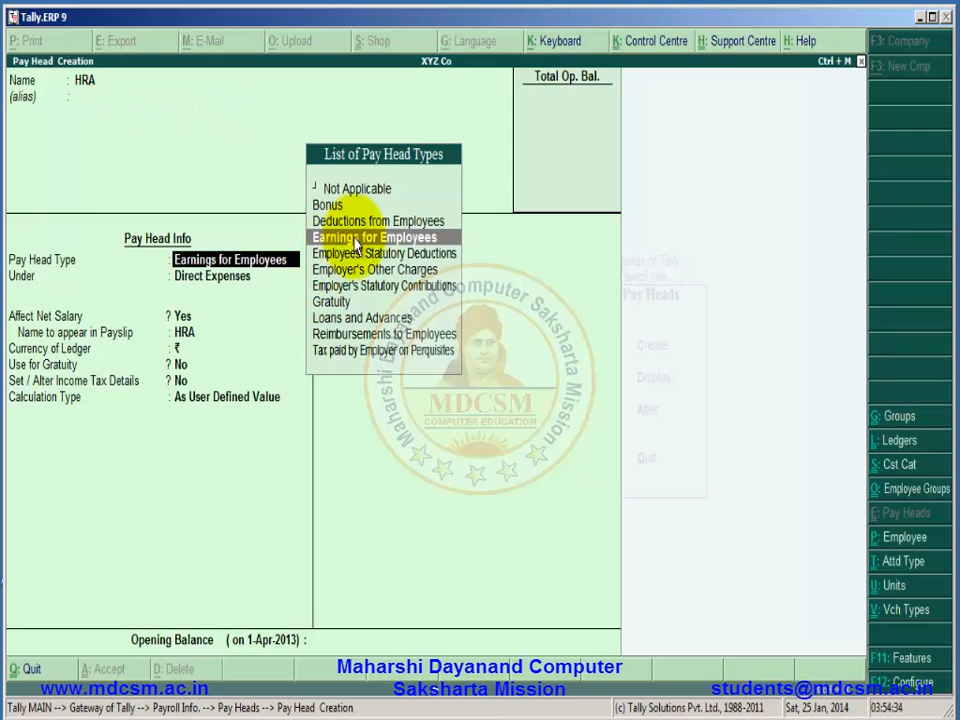 Tally.ERP 9
P: Print E: Export M: E-Mail O: Upload S: Shop G: Language K: Keyboard K: Control Centre H: Support Centre H: Help F3: Company
F3: New Cmp
Pay Head Creation XYZ Co Ctrl + M
Name : HRA
(alias) :
Total Op. Bal.
List of Pay Head Types
Not Applicable
Bonus
Deductions from Employees
Earnings for Employees
Employees' Statutory Deductions
Employer's Other Charges
Employer's Statutory Contributions
Gratuity
Loans and Advances
Reimbursements to Employees
Tax paid by Employer on Perquisites
Pay Head Info
Pay Head Type : Earnings for Employees
Under : Direct Expenses
Affect Net Salary ? Yes
Name to appear in Payslip : HRA
Currency of Ledger : ₹
Use for Gratuity ? No
Set / Alter Income Tax Details ? No
Calculation Type : As User Defined Value
Pay Heads
Create
Display
Alter
Quit
Maharshi Dayanand Computer Saksharta Mission
MDCSM
COMPUTER EDUCATION
G: Groups
L: Ledgers
S: Cst Cat
O: Employee Groups
E: Pay Heads
P: Employee
T: Attd Type
U: Units
V: Vch Types
F11: Features
F12: Configure
Opening Balance ( on 1-Apr-2013) :
Q: Quit A: Accept D: Delete
Maharshi Dayanand Computer
Saksharta Mission
www.mdcsm.ac.in
students@mdcsm.ac.in
Tally MAIN --> Gateway of Tally --> Payroll Info. --> Pay Heads --> Pay Head Creation (c) Tally Solutions Pvt. Ltd., 1988-2011 Sat, 25 Jan, 2014 03:54:34